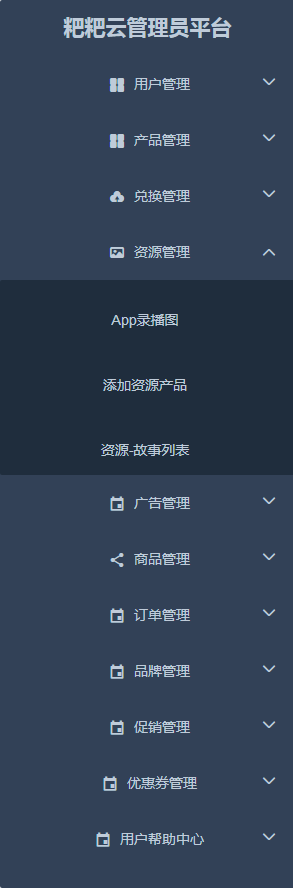 粑粑云管理员平台
用户管理
产品管理
兑换管理
资源管理
App录播图
添加资源产品
资源-故事列表
广告管理
商品管理
订单管理
品牌管理
促销管理
优惠券管理
用户帮助中心